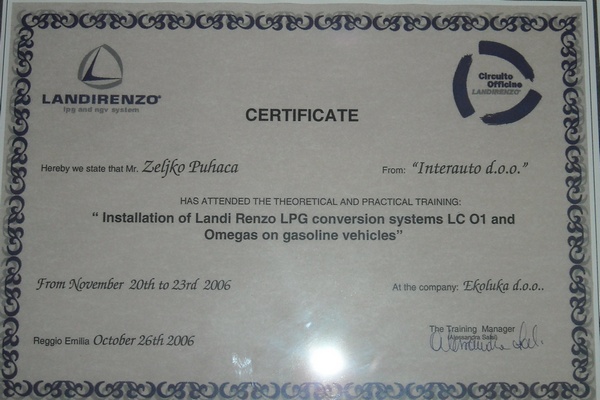 LANDIRENZO®
lpg and ngv system
Circuito
Officine
LANDIRENZO®
CERTIFICATE
Hereby we state that Mr. Zeljko Puhaca From: "Interauto d.o.o."
HAS ATTENDED THE THEORETICAL AND PRACTICAL TRAINING:
" Installation of Landi Renzo LPG conversion systems LC O1 and
Omegas on gasoline vehicles"
From November 20th to 23rd 2006 At the company: Ekoluka d.o.o..
Reggio Emilia October 26th 2006
The Training Manager